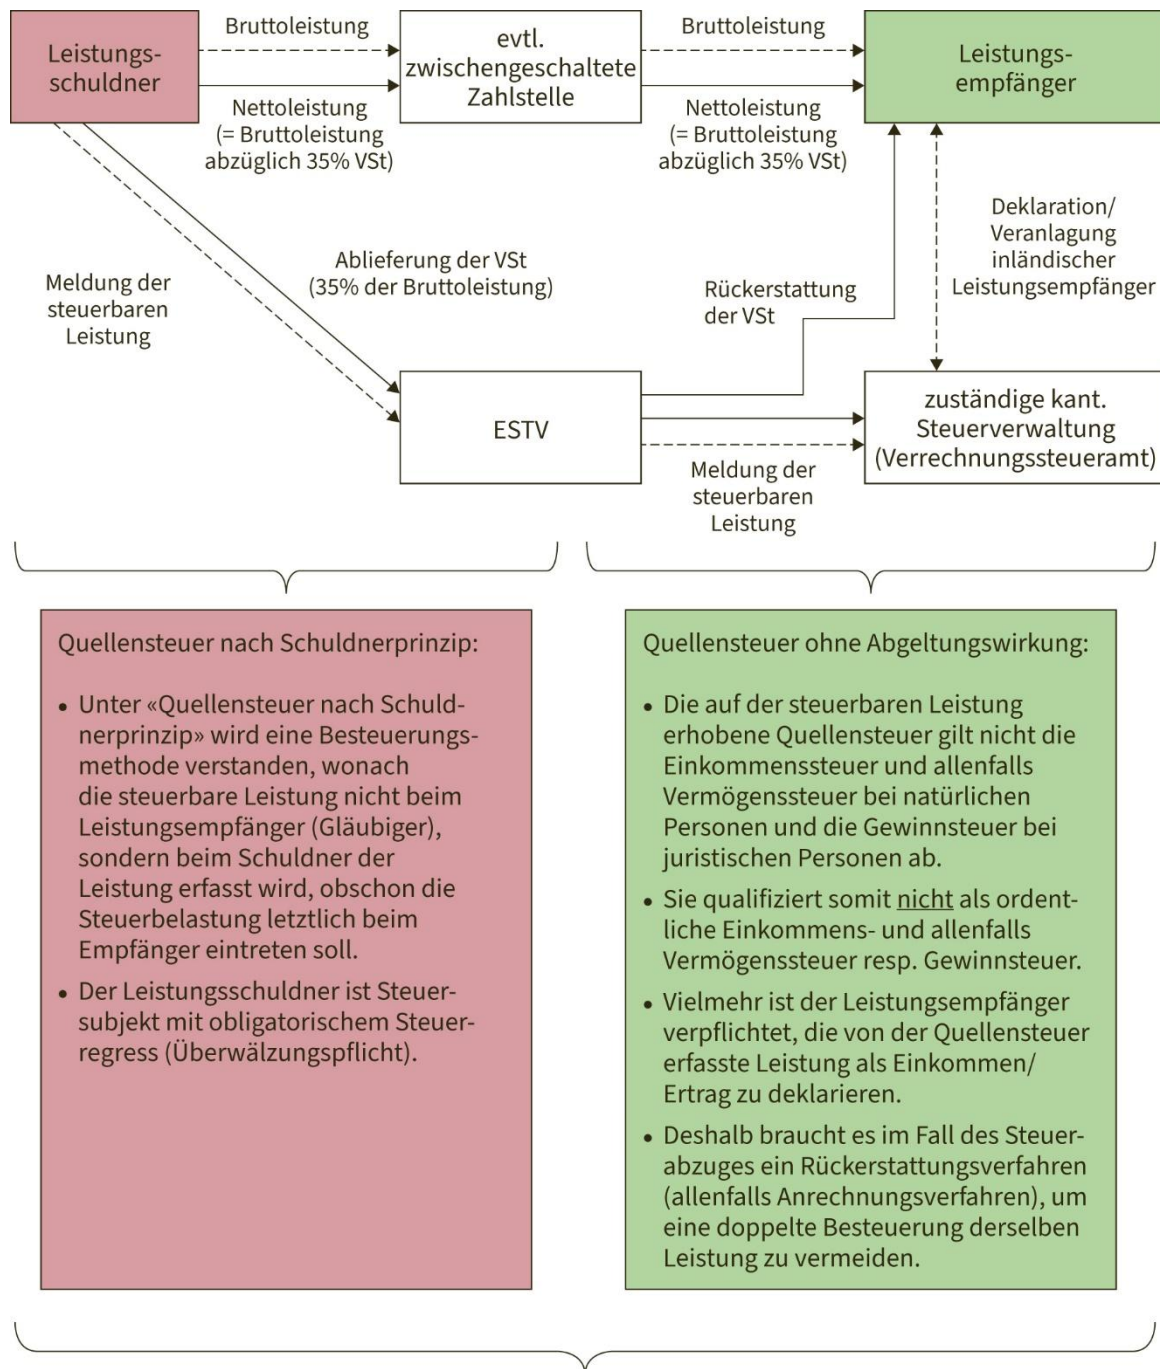 Leistungs-
schuldner
Bruttoleistung
Nettoleistung
(= Bruttoleistung
abzüglich 35% VSt)
evtl.
zwischengeschaltete
Zahlstelle
Bruttoleistung
Nettoleistung
(= Bruttoleistung
abzüglich 35% VSt)
Leistungs-
empfänger
Meldung der
steuerbaren
Leistung
Ablieferung der VSt
(35% der Bruttoleistung)
Rückerstattung
der VSt
Deklaration/
Veranlagung
inländischer
Leistungsempfänger
ESTV
Meldung der
steuerbaren
Leistung
zuständige kant.
Steuerverwaltung
(Verrechnungssteueramt)
Quellensteuer nach Schuldnerprinzip:
• Unter «Quellensteuer nach Schuld-
nerprinzip» wird eine Besteuerungs-
methode verstanden, wonach
die steuerbare Leistung nicht beim
Leistungsempfänger (Gläubiger),
sondern beim Schuldner der
Leistung erfasst wird, obschon die
Steuerbelastung letztlich beim
Empfänger eintreten soll.
• Der Leistungsschuldner ist Steuer-
subjekt mit obligatorischem Steuer-
regress (Überwälzungspflicht).
Quellensteuer ohne Abgeltungswirkung:
• Die auf der steuerbaren Leistung
erhobene Quellensteuer gilt nicht die
Einkommenssteuer und allenfalls
Vermögenssteuer bei natürlichen
Personen und die Gewinnsteuer bei
juristischen Personen ab.
• Sie qualifiziert somit nicht als ordent-
liche Einkommens- und allenfalls
Vermögenssteuer resp. Gewinnsteuer.
• Vielmehr ist der Leistungsempfänger
verpflichtet, die von der Quellensteuer
erfasste Leistung als Einkommen/
Ertrag zu deklarieren.
• Deshalb braucht es im Fall des Steuer-
abzuges ein Rückerstattungsverfahren
(allenfalls Anrechnungsverfahren), um
eine doppelte Besteuerung derselben
Leistung zu vermeiden.